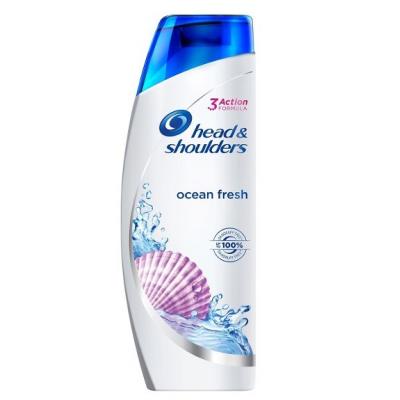 3 Action
FORMULA
head &
shoulders
ocean fresh
100%